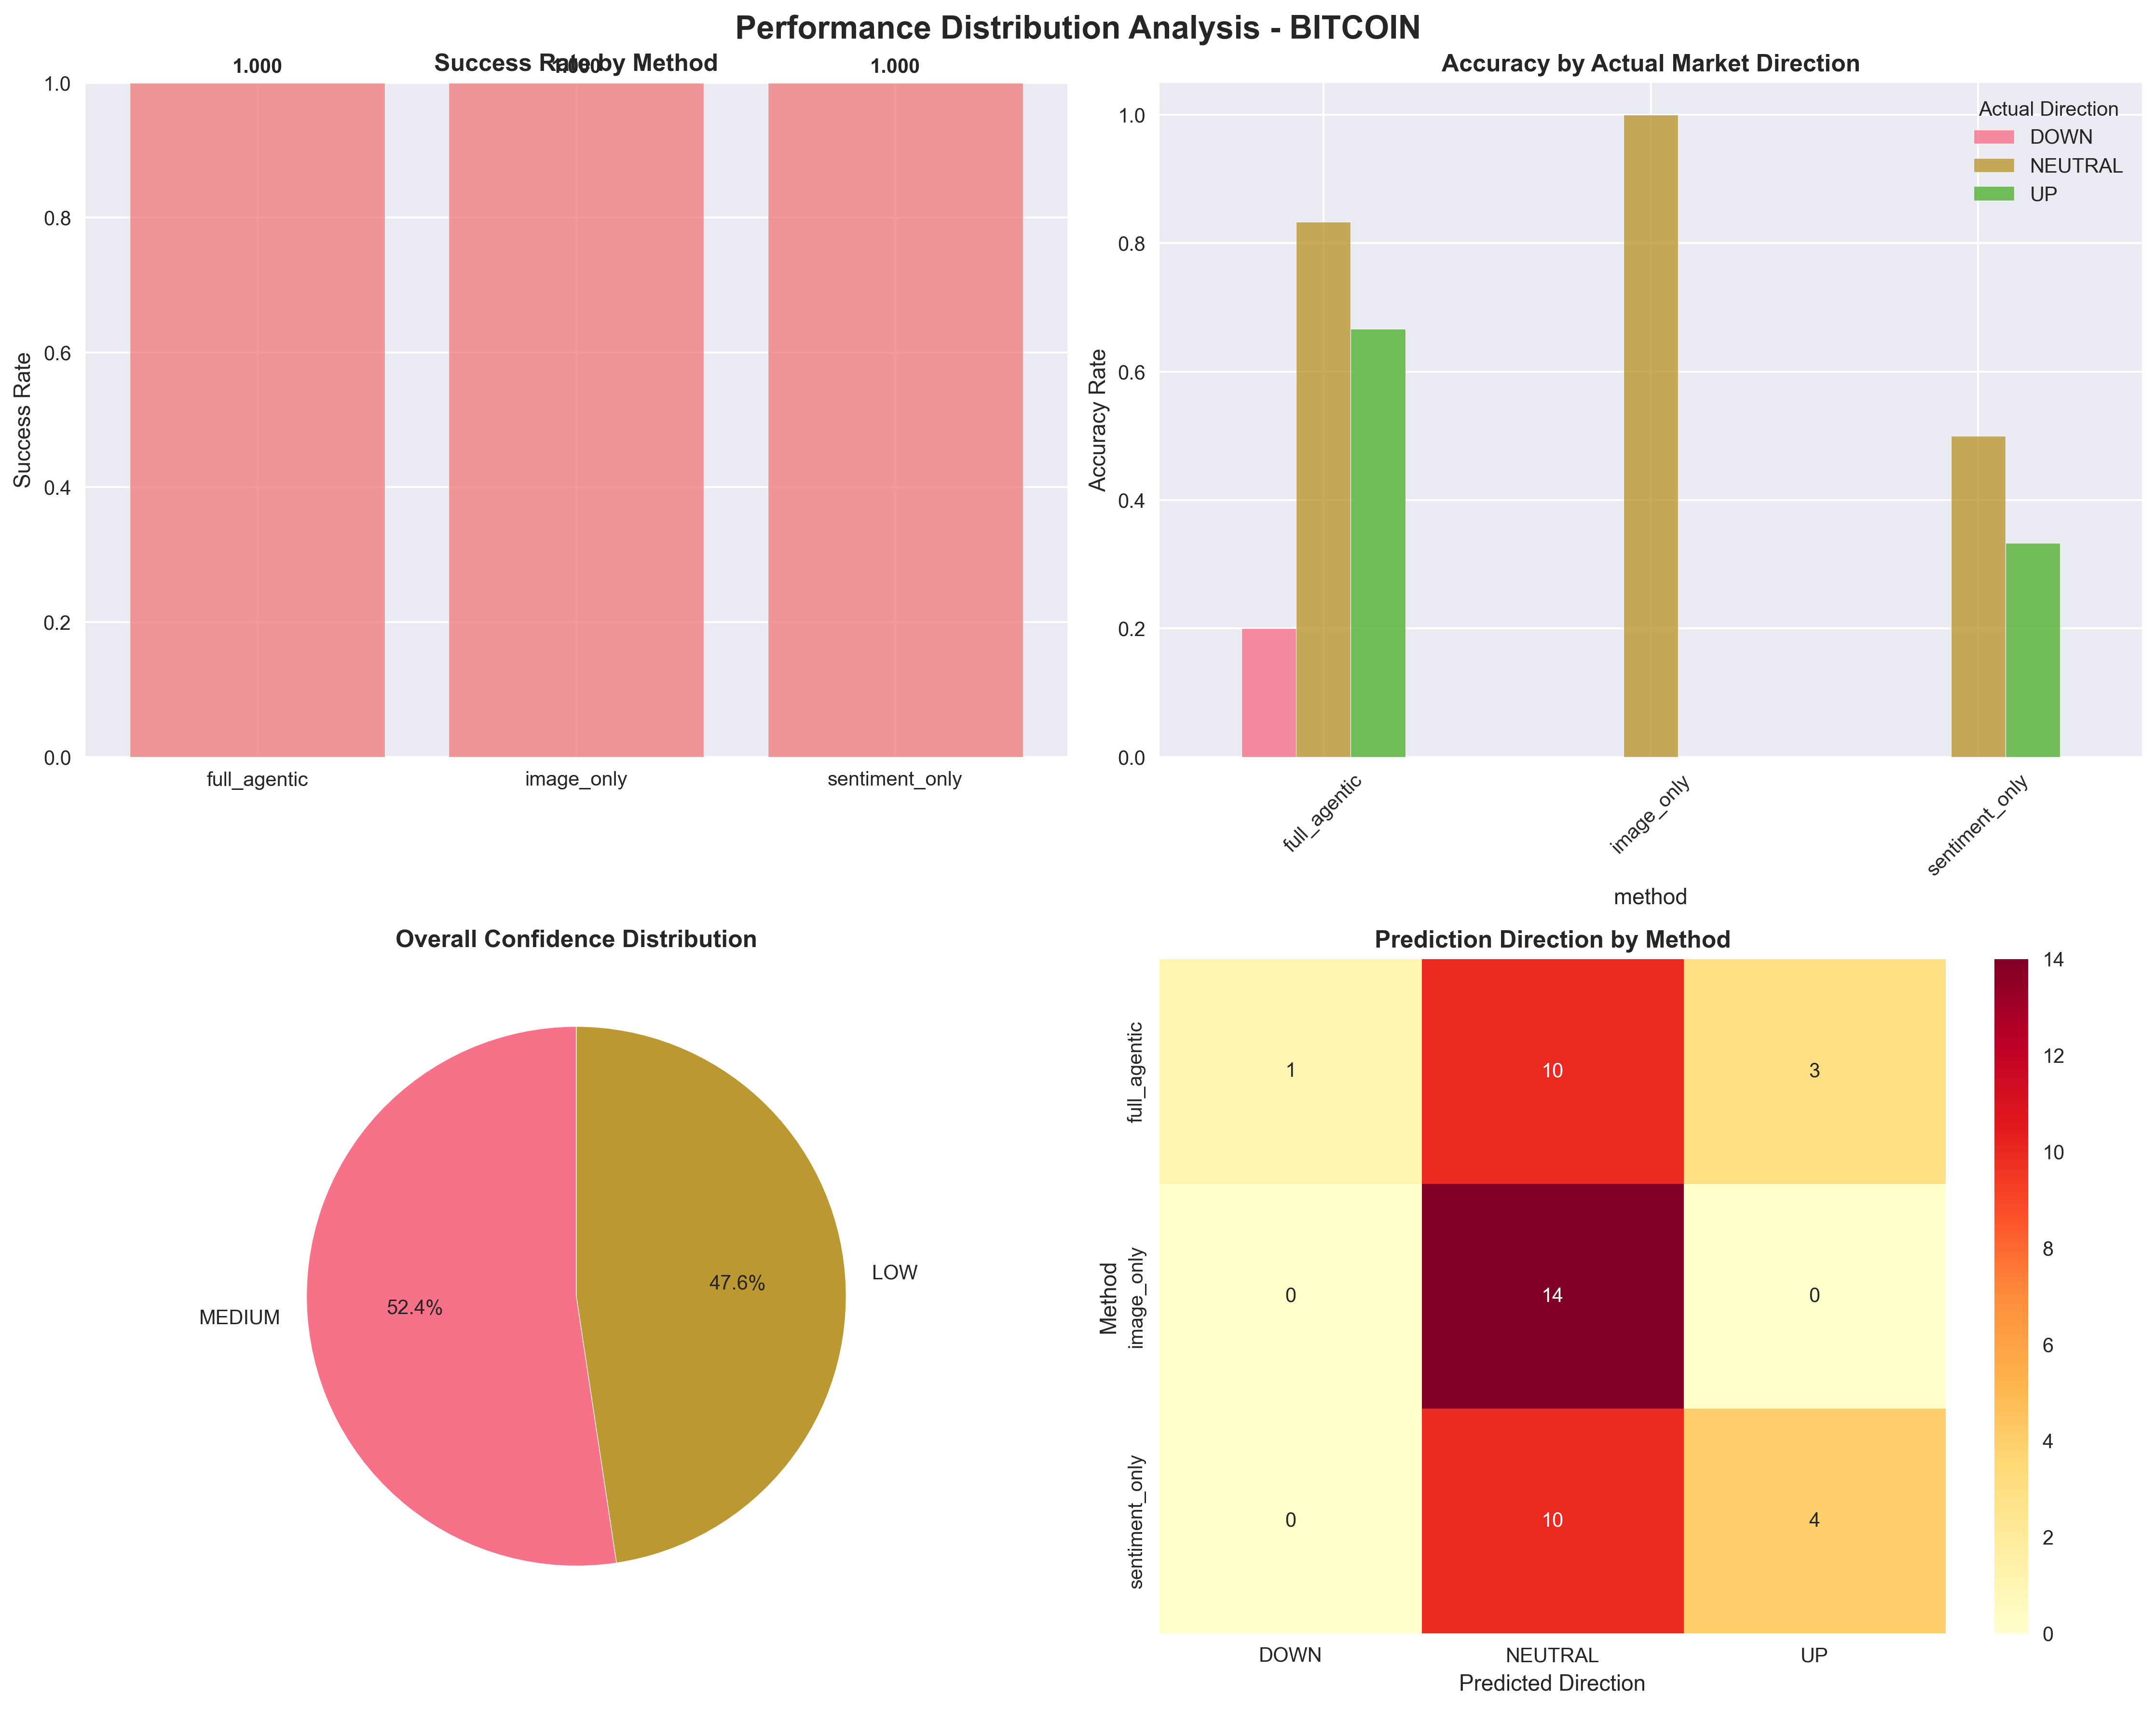 Performance Distribution Analysis - BITCOIN
Success Rate by Method
1.000
1.000
1.000
Success Rate
1.0
0.8
0.6
0.4
0.2
0.0
full_agentic
image_only
sentiment_only
Accuracy by Actual Market Direction
Accuracy Rate
1.0
0.8
0.6
0.4
0.2
0.0
Actual Direction
DOWN
NEUTRAL
UP
full_agentic
image_only
sentiment_only
method
Overall Confidence Distribution
MEDIUM
52.4%
47.6%
LOW
Prediction Direction by Method
Method
full_agentic
1
10
3
image_only
0
14
0
sentiment_only
0
10
4
DOWN
NEUTRAL
UP
Predicted Direction
14
12
10
8
6
4
2
0